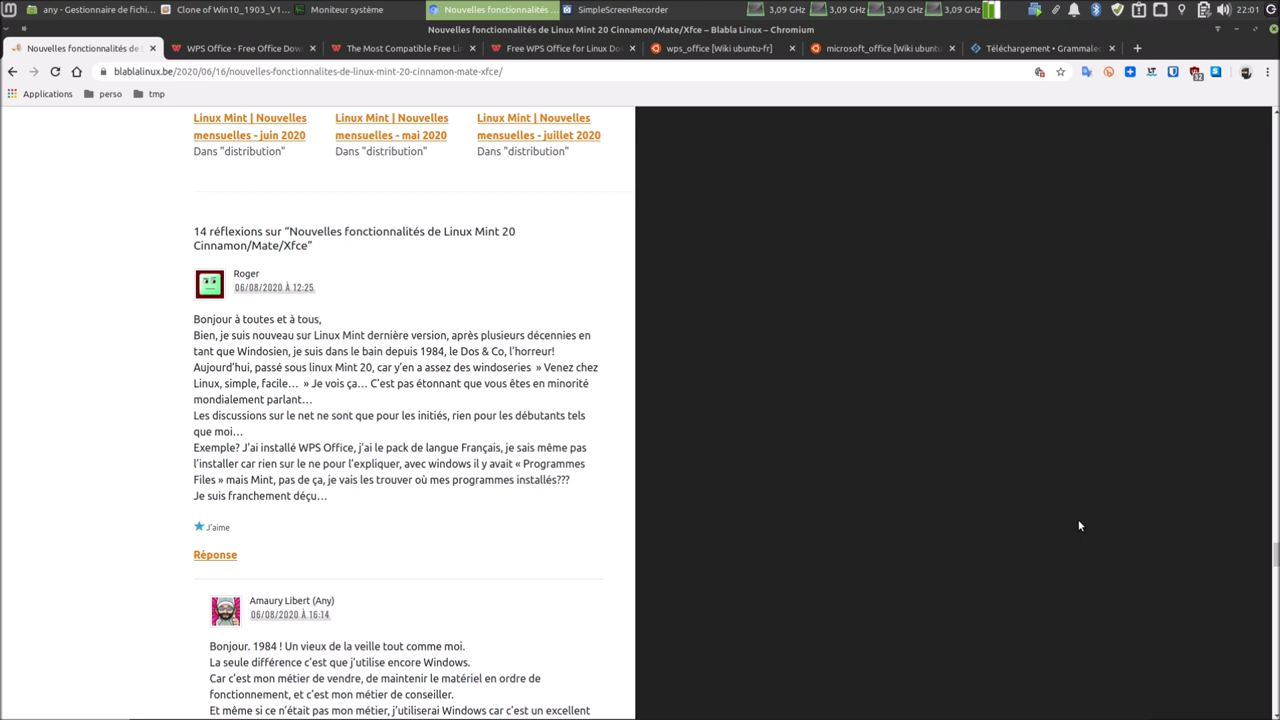 any - Gestionnaire de fichi...
Clone of Win10_1903_V1...
Moniteur système
Nouvelles fonctionnalités ...
SimpleScreenRecorder
3,09 GHz
3,09 GHz
3,09 GHz
3,09 GHz
22:01
Nouvelles fonctionnalités de Linux Mint 20 Cinnamon/Mate/Xfce – Blabla Linux – Chromium
Nouvelles fonctionnalités de L
WPS Office - Free Office Dow
The Most Compatible Free Li
Free WPS Office for Linux Do
wps_office [Wiki ubuntu-fr]
microsoft_office [Wiki ubuntu
Téléchargement • Grammale
blablalinux.be/2020/06/16/nouvelles-fonctionnalites-de-linux-mint-20-cinnamon-mate-xfce/
Applications
perso
tmp
Linux Mint | Nouvelles
mensuelles - juin 2020
Dans "distribution"
Linux Mint | Nouvelles
mensuelles - mai 2020
Dans "distribution"
Linux Mint | Nouvelles
mensuelles - juillet 2020
Dans "distribution"
14 réflexions sur “Nouvelles fonctionnalités de Linux Mint 20
Cinnamon/Mate/Xfce”
Roger
06/08/2020 À 12:25
Bonjour à toutes et à tous,
Bien, je suis nouveau sur Linux Mint dernière version, après plusieurs décennies en
tant que Windosien, je suis dans le bain depuis 1984, le Dos & Co, l’horreur!
Aujourd’hui, passé sous linux Mint 20, car y’en a assez des windoseries » Venez chez
Linux, simple, facile… » Je vois ça… C’est pas étonnant que vous êtes en minorité
mondialement parlant…
Les discussions sur le net ne sont que pour les initiés, rien pour les débutants tels
que moi…
Exemple? J’ai installé WPS Office, j’ai le pack de langue Français, je sais même pas
l’installer car rien sur le ne pour l’expliquer, avec windows il y avait « Programmes
Files » mais Mint, pas de ça, je vais les trouver où mes programmes installés???
Je suis franchement déçu…
J’aime
Réponse
Amaury Libert (Any)
06/08/2020 À 16:14
Bonjour. 1984 ! Un vieux de la veille tout comme moi.
La seule différence c’est que j’utilise encore Windows.
Car c’est mon métier de vendre, de maintenir le matériel en ordre de
fonctionnement, et c’est mon métier de conseiller.
Et même si ce n’était pas mon métier, j’utiliserai Windows car c’est un excellent